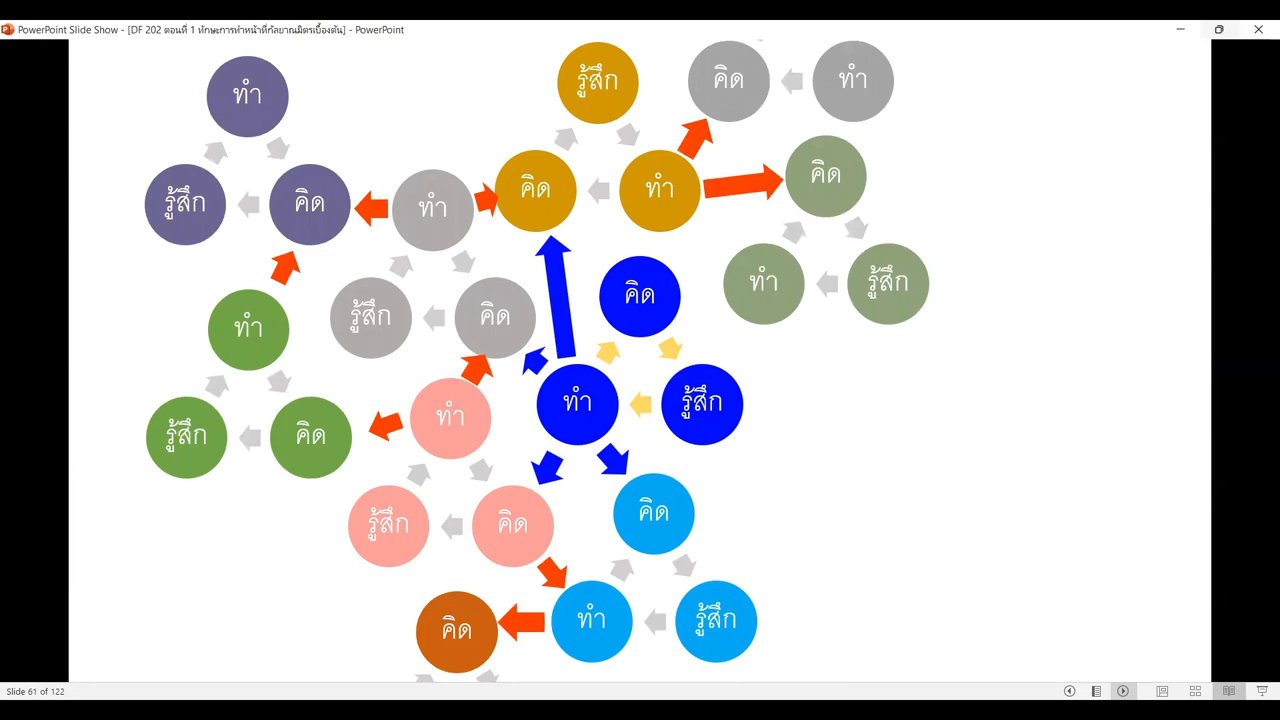 PowerPoint Slide Show - [DF 202 ตอนที่ 1 ทักษะการทำหน้าที่กัลยาณมิตรเบื้องต้น] - PowerPoint
รู้สึก
คิด
ทำ
ทำ
คิด
คิด
ทำ
รู้สึก
คิด
ทำ
ทำ
รู้สึก
คิด
คิด
รู้สึก
คิด
ทำ
ทำ
ทำ
รู้สึก
รู้สึก
คิด
ทำ
รู้สึก
คิด
คิด
รู้สึก
คิด
ทำ
รู้สึก
Slide 61 of 122